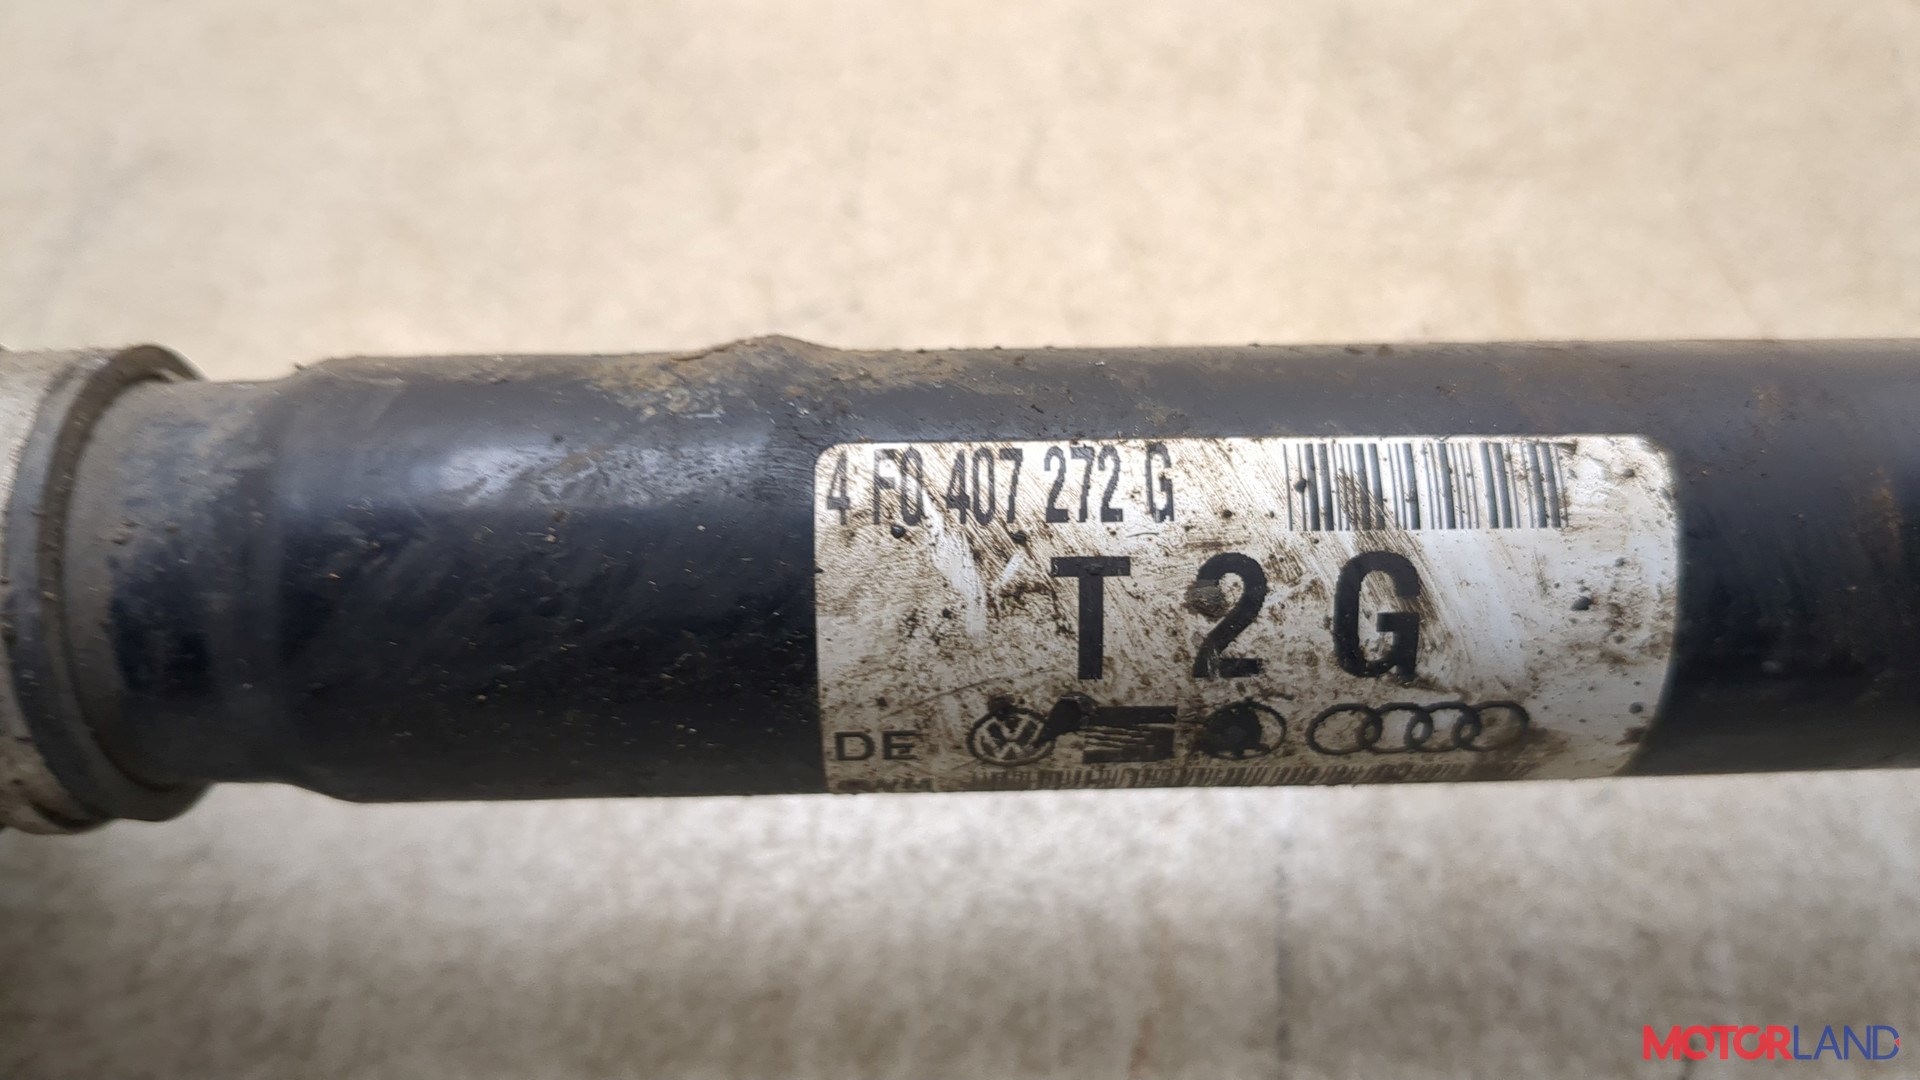 4 F0 407 272 G
T 2 G
DE
MOTORLAND